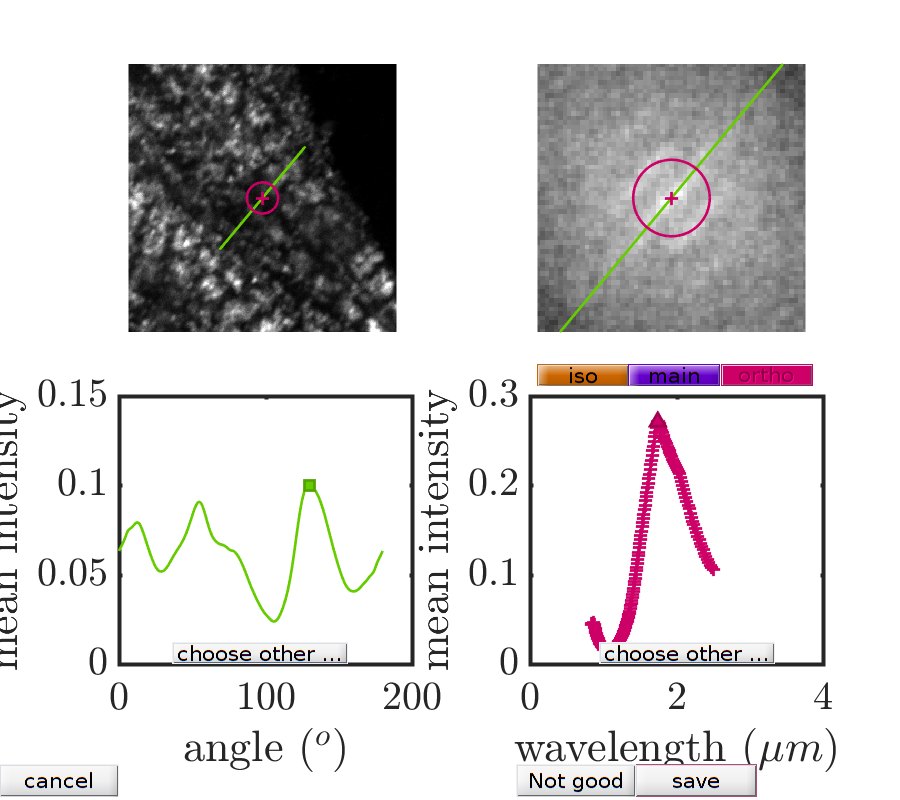 iso main ortho
0.15
0.1
0.05
0
mean intensity
choose other ...
0 100 200
angle (°)
0.3
0.2
0.1
0
mean intensity
choose other ...
0 2 4
wavelength (μm)
cancel Not good save